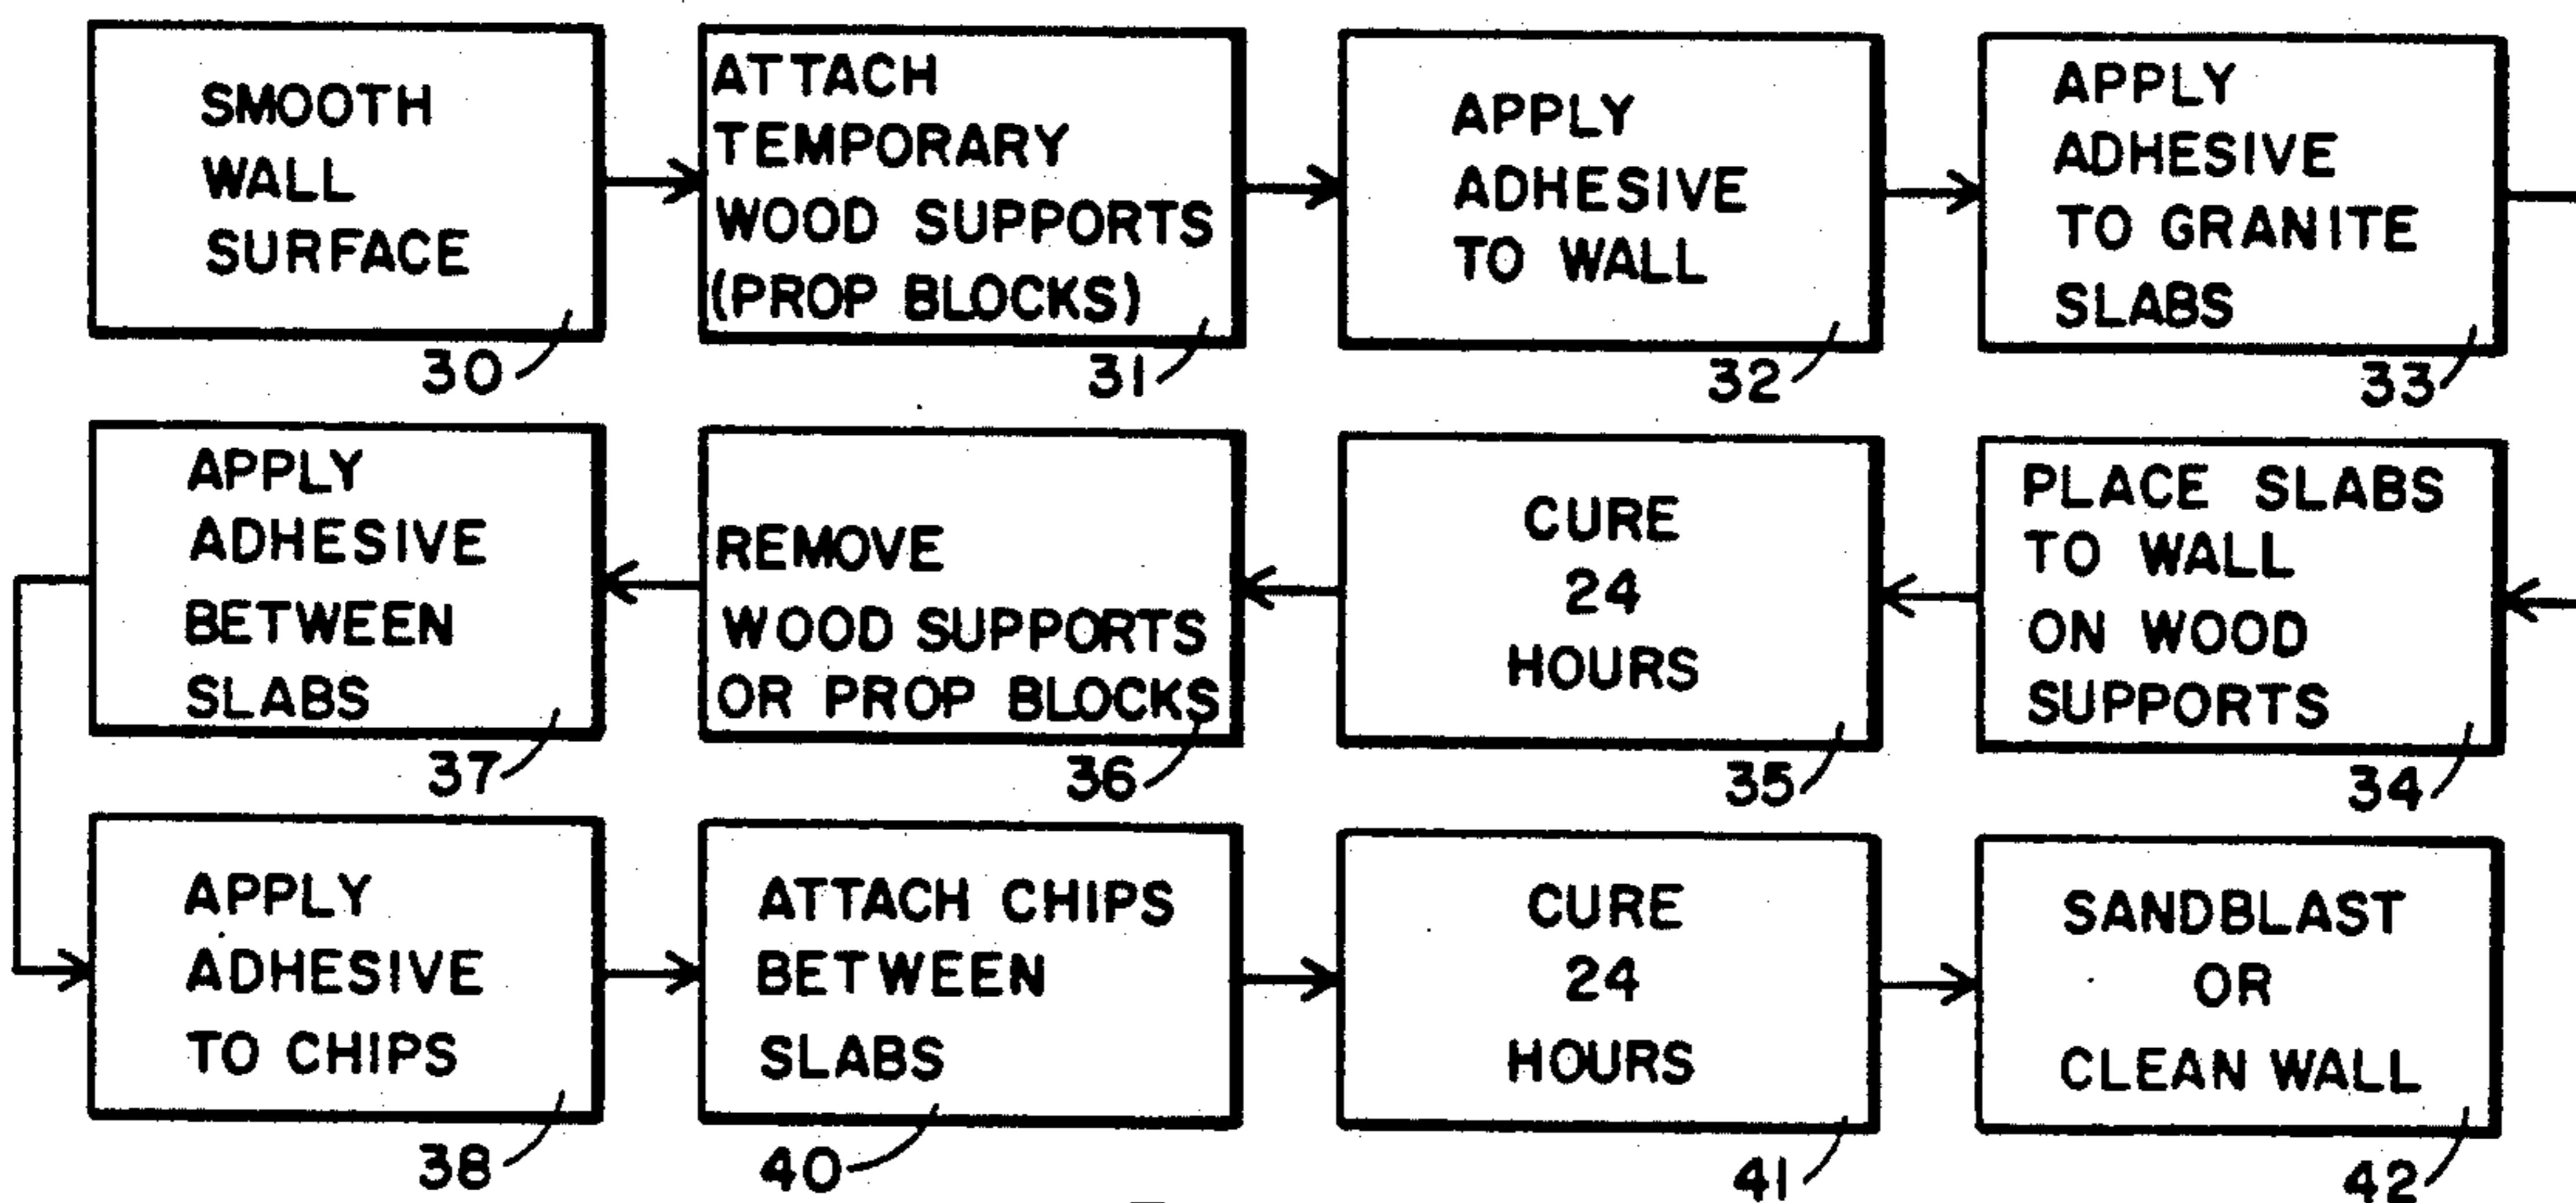 SMOOTH
WALL
SURFACE
30
ATTACH
TEMPORARY
WOOD SUPPORTS
(PROP BLOCKS)
31
APPLY
ADHESIVE
TO WALL
32
APPLY
ADHESIVE
TO GRANITE
SLABS
33
PLACE SLABS
TO WALL
ON WOOD
SUPPORTS
34
CURE
24
HOURS
35
REMOVE
WOOD SUPPORTS
OR PROP BLOCKS
36
APPLY
ADHESIVE
BETWEEN
SLABS
37
APPLY
ADHESIVE
TO CHIPS
38
ATTACH CHIPS
BETWEEN
SLABS
40
CURE
24
HOURS
41
SANDBLAST
OR
CLEAN WALL
42